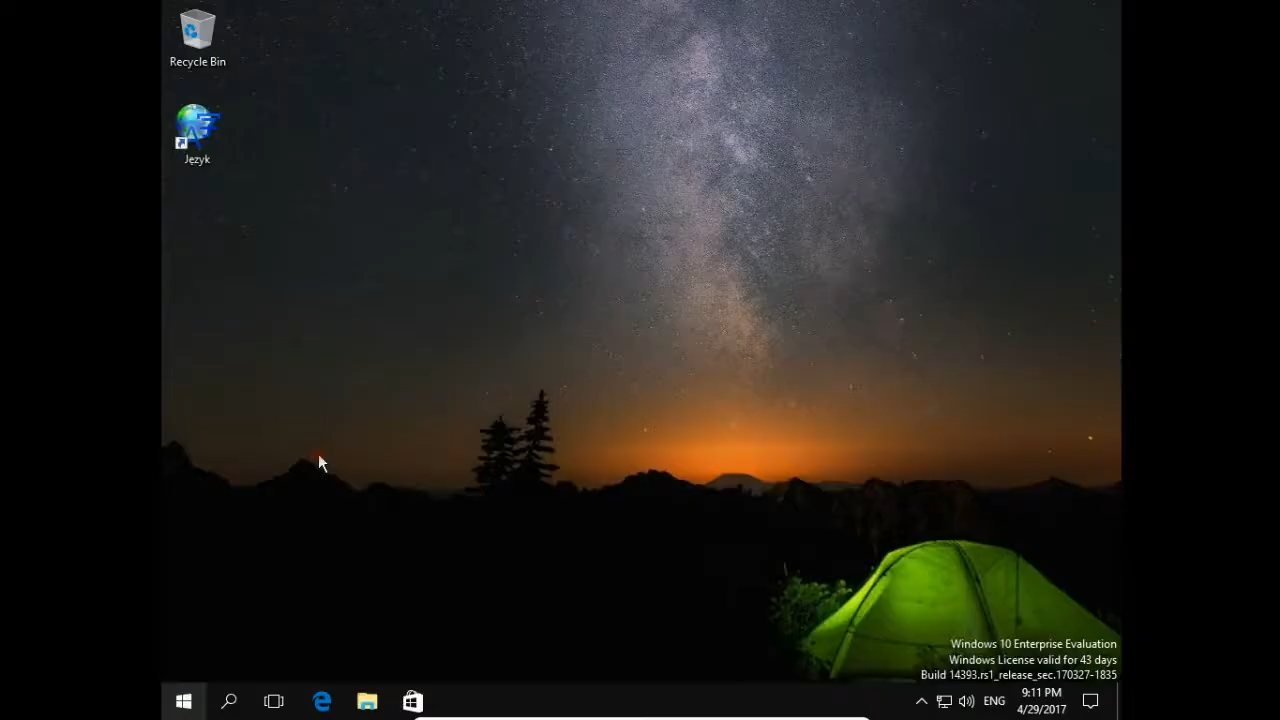 Recycle Bin
Język
Windows 10 Enterprise Evaluation
Windows License valid for 43 days
Build 14393.rs1_release_sec.170327-1835
ENG
9:11 PM
4/29/2017